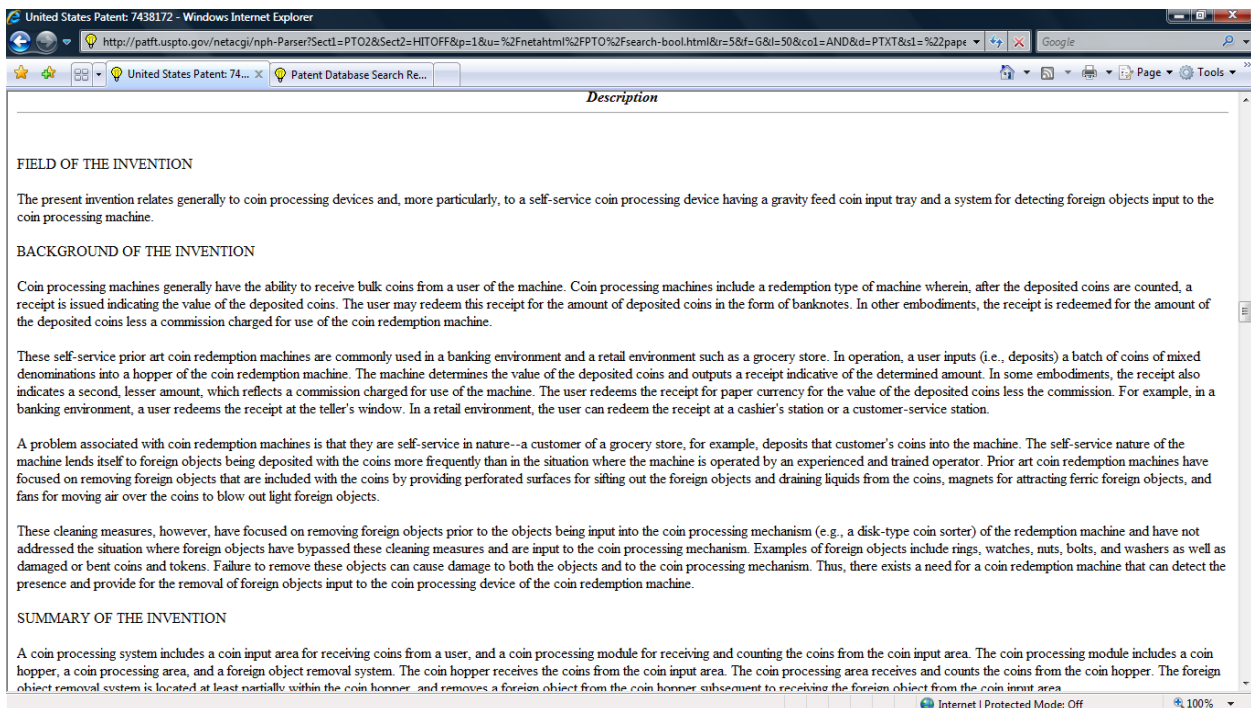 United States Patent: 7438172 - Windows Internet Explorer
http://patft.uspto.gov/netacgi/nph-Parser?Sect1=PTO2&Sect2=HITOFF&p=1&u=%2Fnetahtml%2FPTO%2Fsearch-bool.html&r=5&f=G&l=50&co1=AND&d=PTXT&s1=%22pape
Google
United States Patent: 74...
Patent Database Search Re...
Page
Tools
Description
FIELD OF THE INVENTION
The present invention relates generally to coin processing devices and, more particularly, to a self-service coin processing device having a gravity feed coin input tray and a system for detecting foreign objects input to the
coin processing machine.
BACKGROUND OF THE INVENTION
Coin processing machines generally have the ability to receive bulk coins from a user of the machine. Coin processing machines include a redemption type of machine wherein, after the deposited coins are counted, a
receipt is issued indicating the value of the deposited coins. The user may redeem this receipt for the amount of deposited coins in the form of banknotes. In other embodiments, the receipt is redeemed for the amount of
the deposited coins less a commission charged for use of the coin redemption machine.
These self-service prior art coin redemption machines are commonly used in a banking environment and a retail environment such as a grocery store. In operation, a user inputs (i.e., deposits) a batch of coins of mixed
denominations into a hopper of the coin redemption machine. The machine determines the value of the deposited coins and outputs a receipt indicative of the determined amount. In some embodiments, the receipt also
indicates a second, lesser amount, which reflects a commission charged for use of the machine. The user redeems the receipt for paper currency for the value of the deposited coins less the commission. For example, in a
banking environment, a user redeems the receipt at the teller's window. In a retail environment, the user can redeem the receipt at a cashier's station or a customer-service station.
A problem associated with coin redemption machines is that they are self-service in nature--a customer of a grocery store, for example, deposits that customer's coins into the machine. The self-service nature of the
machine lends itself to foreign objects being deposited with the coins more frequently than in the situation where the machine is operated by an experienced and trained operator. Prior art coin redemption machines have
focused on removing foreign objects that are included with the coins by providing perforated surfaces for sifting out the foreign objects and draining liquids from the coins, magnets for attracting ferric foreign objects, and
fans for moving air over the coins to blow out light foreign objects.
These cleaning measures, however, have focused on removing foreign objects prior to the objects being input into the coin processing mechanism (e.g., a disk-type coin sorter) of the redemption machine and have not
addressed the situation where foreign objects have bypassed these cleaning measures and are input to the coin processing mechanism. Examples of foreign objects include rings, watches, nuts, bolts, and washers as well as
damaged or bent coins and tokens. Failure to remove these objects can cause damage to both the objects and to the coin processing mechanism. Thus, there exists a need for a coin redemption machine that can detect the
presence and provide for the removal of foreign objects input to the coin processing device of the coin redemption machine.
SUMMARY OF THE INVENTION
A coin processing system includes a coin input area for receiving coins from a user, and a coin processing module for receiving and counting the coins from the coin input area. The coin processing module includes a coin
hopper, a coin processing area, and a foreign object removal system. The coin hopper receives the coins from the coin input area. The coin processing area receives and counts the coins from the coin hopper. The foreign
object removal system is located at least partially within the coin hopper, and removes a foreign object from the coin hopper subsequent to receiving the foreign object from the coin input area.
Internet | Protected Mode: Off
100%